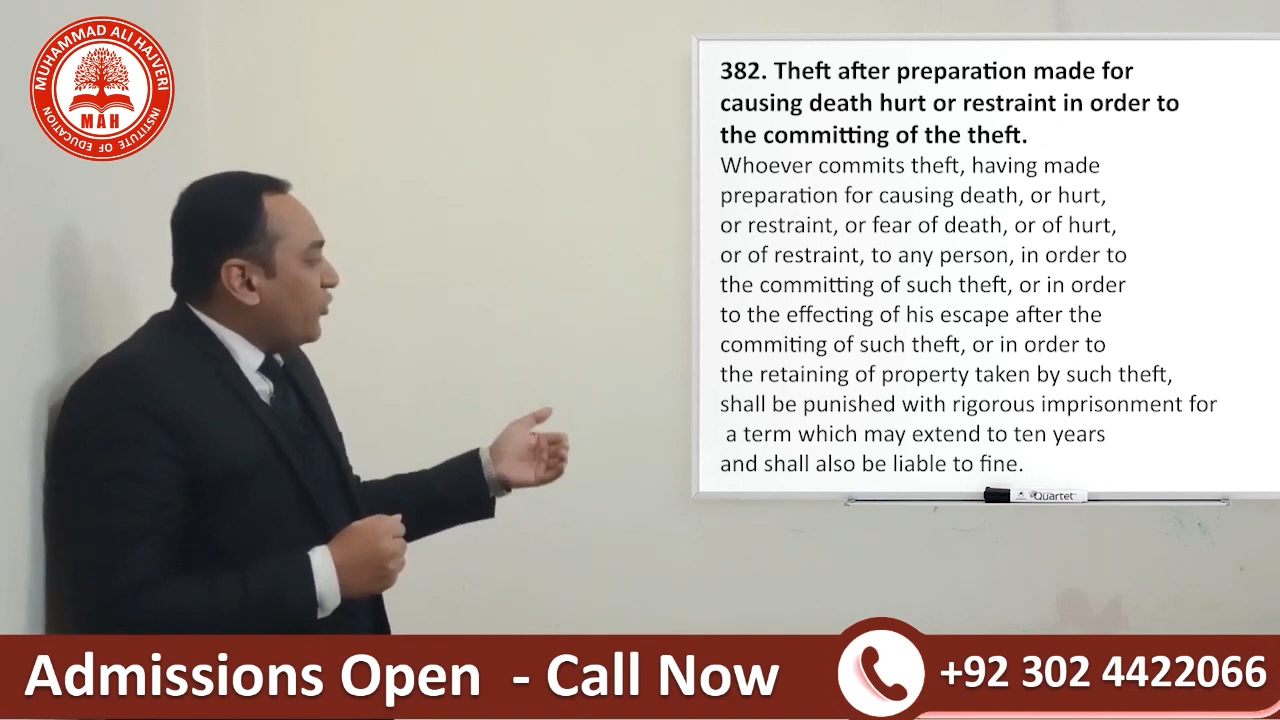 MUHAMMAD ALI HAJVERI
MAH
INSTITUTE OF EDUCATION
382. Theft after preparation made for
causing death hurt or restraint in order to
the committing of the theft.
Whoever commits theft, having made
preparation for causing death, or hurt,
or restraint, or fear of death, or of hurt,
or of restraint, to any person, in order to
the committing of such theft, or in order
to the effecting of his escape after the
commiting of such theft, or in order to
the retaining of property taken by such theft,
shall be punished with rigorous imprisonment for
a term which may extend to ten years
and shall also be liable to fine.
Quartet
Admissions Open - Call Now
+92 302 4422066